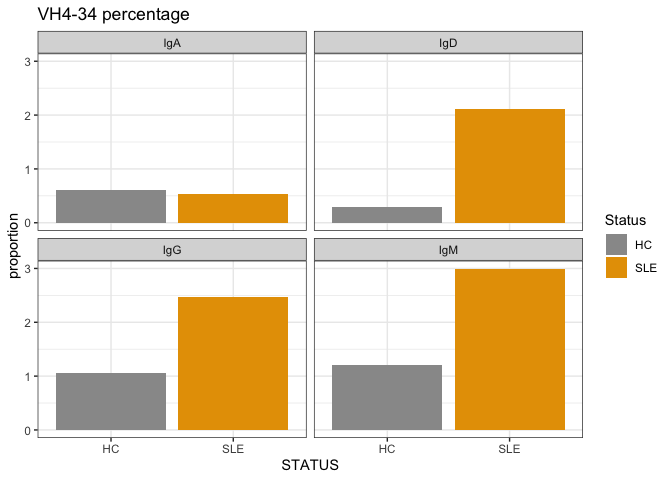 VH4-34 percentage
IgA
IgD
3
2
1
0
IgG
IgM
3
2
1
0
proportion
HC
SLE
HC
SLE
STATUS
Status
HC
SLE